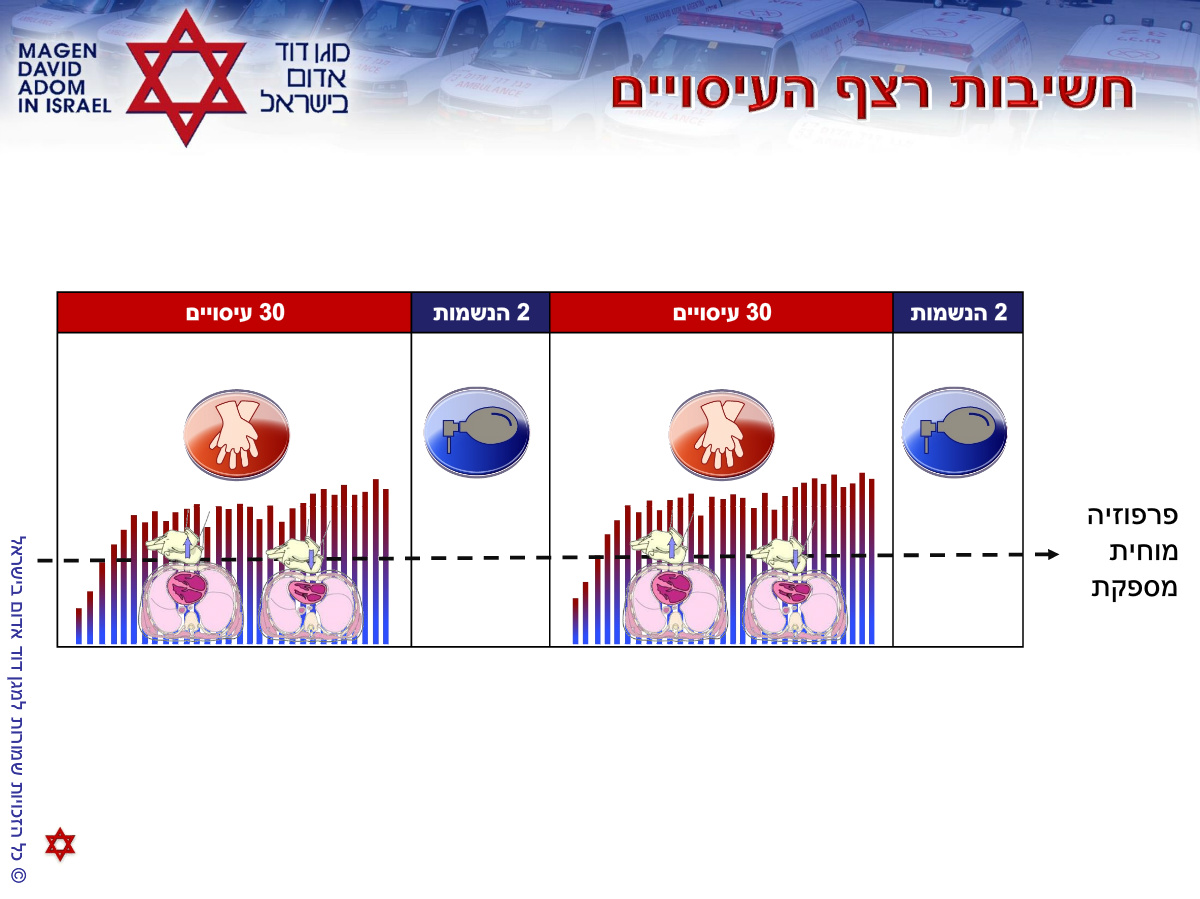 MAGEN
DAVID
ADOM
IN ISRAEL
מגן דוד
אדום
בישראל
חשיבות רצף העיסויים
30 עיסויים
2 הנשמות
30 עיסויים
2 הנשמות
פרפוזיה
מוחית
מספקת
© כל הזכויות שמורות למגן דוד אדום בישראל